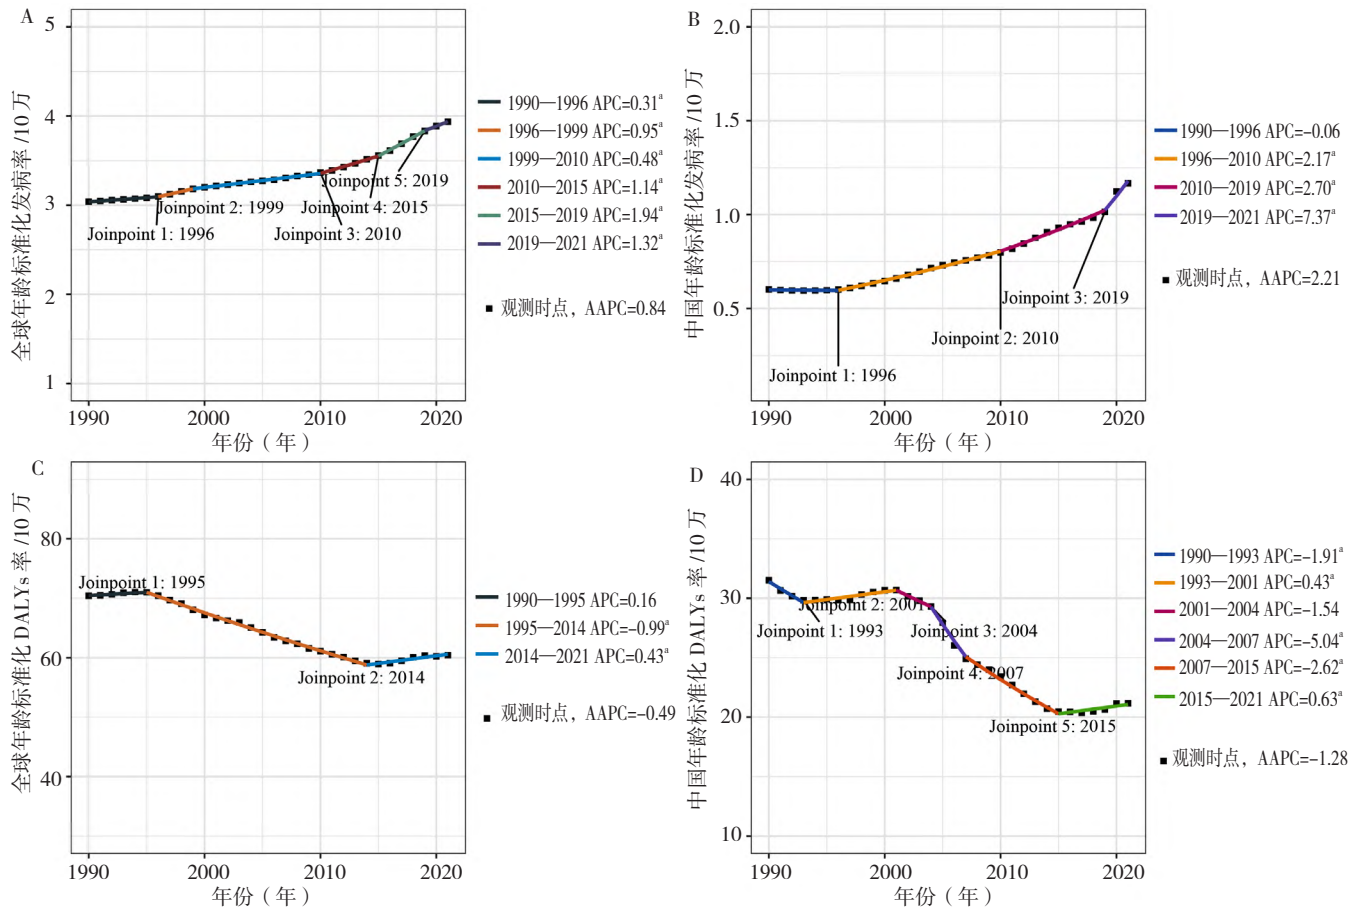 A
全球年龄标准化发病率 /10 万
5
4
3
2
1
1990
2000
2010
2020
年份（年）
Joinpoint 1: 1996
Joinpoint 2: 1999
Joinpoint 3: 2010
Joinpoint 4: 2015
Joinpoint 5: 2019
1990—1996 APC=0.31ª
1996—1999 APC=0.95ª
1999—2010 APC=0.48ª
2010—2015 APC=1.14ª
2015—2019 APC=1.94ª
2019—2021 APC=1.32ª
观测时点，AAPC=0.84
B
中国年龄标准化发病率 /10 万
2.0
1.5
1.0
0.5
1990
2000
2010
2020
年份（年）
Joinpoint 1: 1996
Joinpoint 2: 2010
Joinpoint 3: 2019
1990—1996 APC=-0.06
1996—2010 APC=2.17ª
2010—2019 APC=2.70ª
2019—2021 APC=7.37ª
观测时点，AAPC=2.21
C
全球年龄标准化 DALYs 率 /10 万
80
60
40
1990
2000
2010
2020
年份（年）
Joinpoint 1: 1995
Joinpoint 2: 2014
1990—1995 APC=0.16
1995—2014 APC=-0.99ª
2014—2021 APC=0.43ª
观测时点，AAPC=-0.49
D
中国年龄标准化 DALYs 率 /10 万
40
30
20
10
1990
2000
2010
2020
年份（年）
Joinpoint 1: 1993
Joinpoint 2: 2001
Joinpoint 3: 2004
Joinpoint 4: 2007
Joinpoint 5: 2015
1990—1993 APC=-1.91ª
1993—2001 APC=0.43ª
2001—2004 APC=-1.54
2004—2007 APC=-5.04ª
2007—2015 APC=-2.62ª
2015—2021 APC=0.63ª
观测时点，AAPC=-1.28